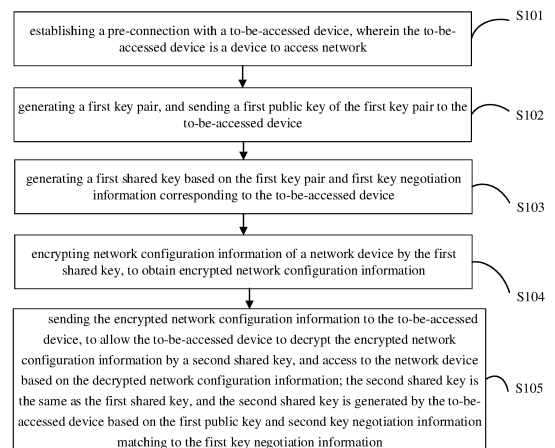 establishing a pre-connection with a to-be-accessed device, wherein the to-be-
accessed device is a device to access network
S101
generating a first key pair, and sending a first public key of the first key pair to the
to-be-accessed device
S102
generating a first shared key based on the first key pair and first key negotiation
information corresponding to the to-be-accessed device
S103
encrypting network configuration information of a network device by the first
shared key, to obtain encrypted network configuration information
S104
sending the encrypted network configuration information to the to-be-accessed
device, to allow the to-be-accessed device to decrypt the encrypted network
configuration information by a second shared key, and access to the network device
based on the decrypted network configuration information; the second shared key is
the same as the first shared key, and the second shared key is generated by the to-be-
accessed device based on the first public key and second key negotiation information
matching to the first key negotiation information
S105